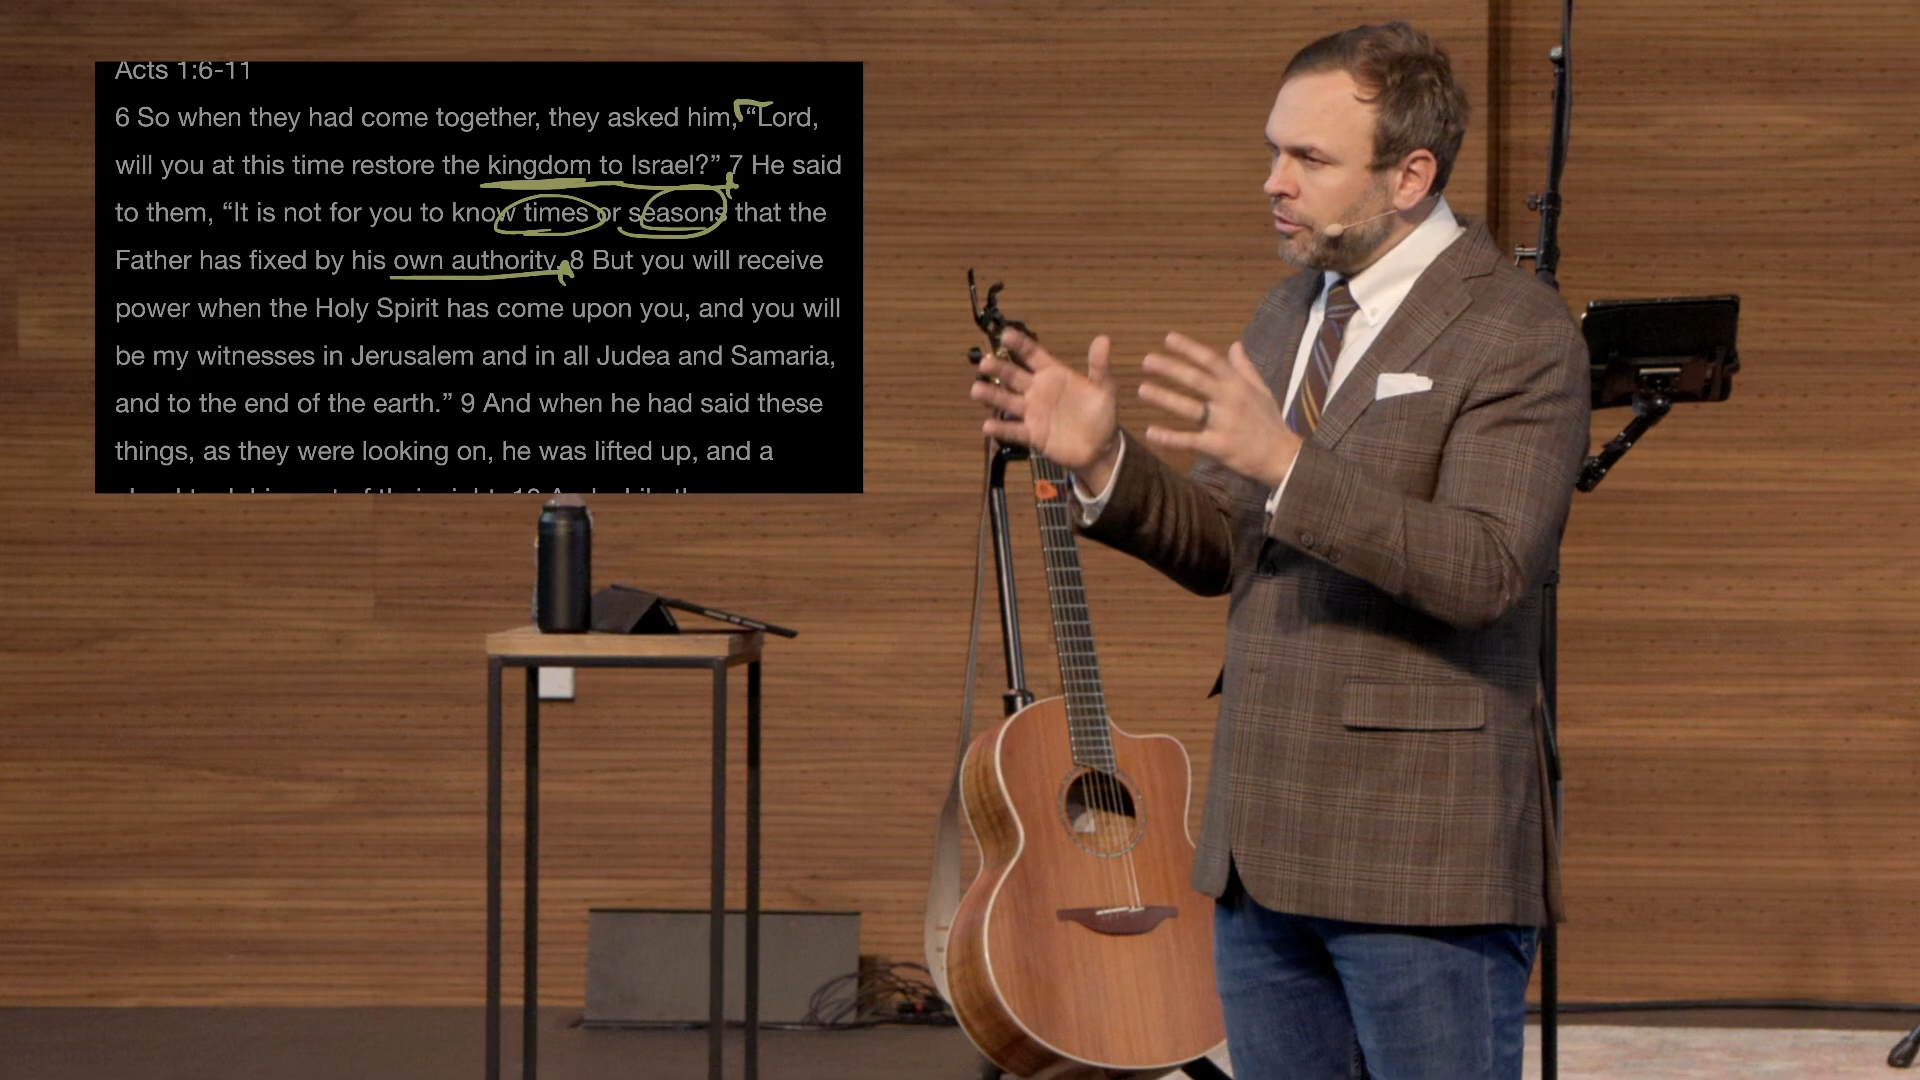 Acts 1:6-11
6 So when they had come together, they asked him, “Lord,
will you at this time restore the kingdom to Israel?” 7 He said
to them, “It is not for you to know times or seasons that the
Father has fixed by his own authority. 8 But you will receive
power when the Holy Spirit has come upon you, and you will
be my witnesses in Jerusalem and in all Judea and Samaria,
and to the end of the earth.” 9 And when he had said these
things, as they were looking on, he was lifted up, and a